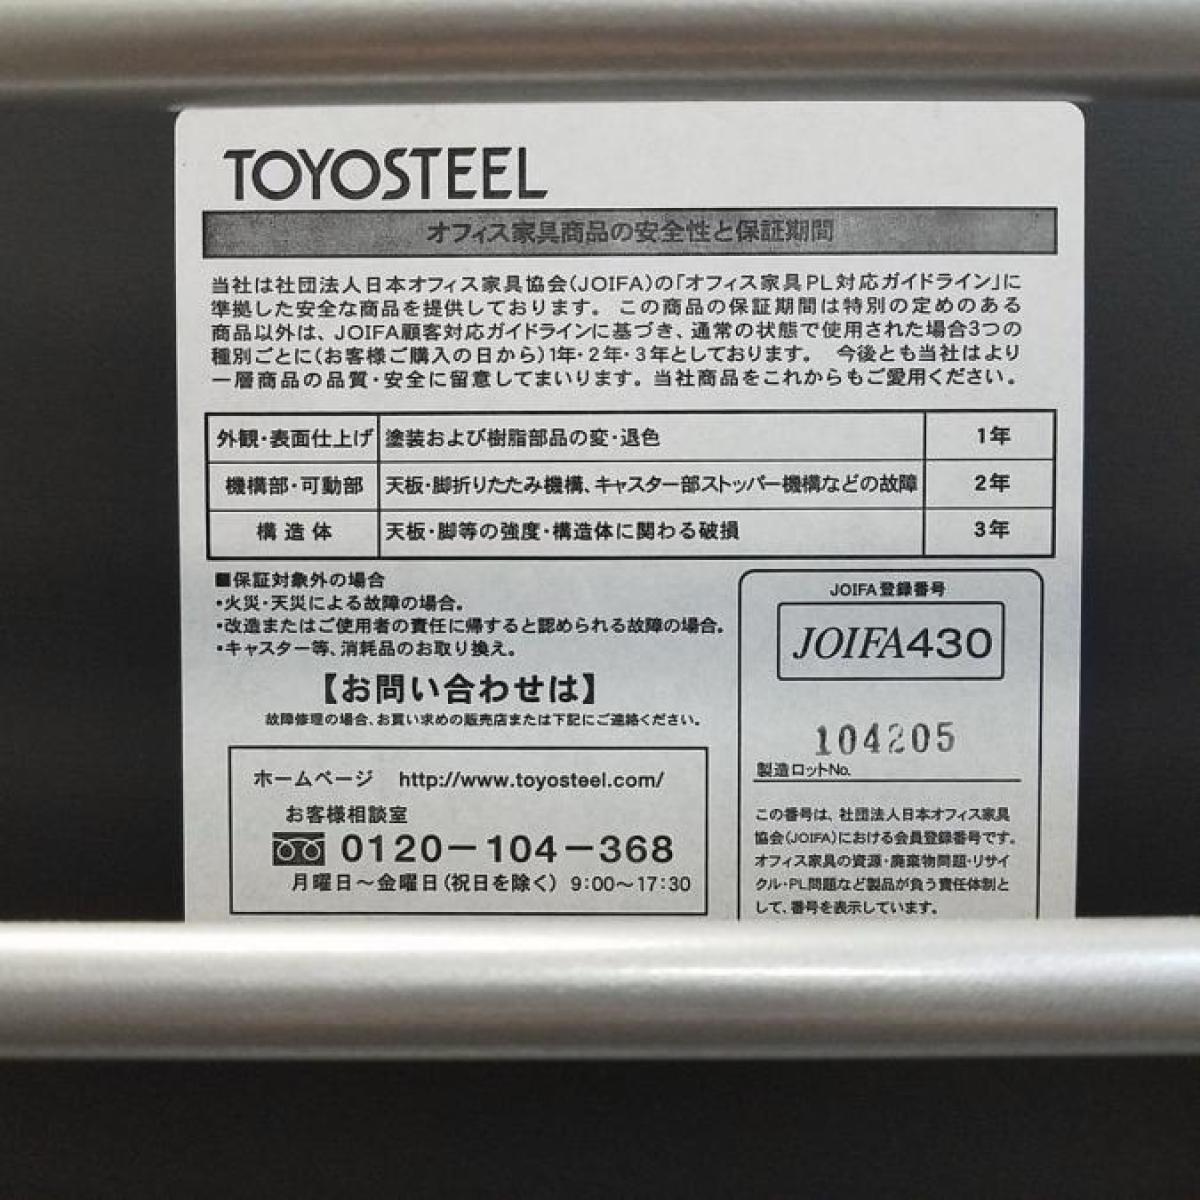 TOYOSTEEL
オフィス家具商品の安全性と保証期間
当社は社団法人日本オフィス家具協会(JOIFA)の「オフィス家具PL対応ガイドライン」に
準拠した安全な商品を提供しております。この商品の保証期間は特別の定めのある
商品以外は、JOIFA顧客対応ガイドラインに基づき、通常の状態で使用された場合3つの
種別ごとに(お客様ご購入の日から)1年・2年・3年としております。 今後とも当社はより
一層商品の品質・安全に留意してまいります。当社商品をこれからもご愛用ください。
外観・表面仕上げ 塗装および樹脂部品の変・退色 1年
機構部・可動部 天板・脚折りたたみ機構、キャスター部ストッパー機構などの故障 2年
構造体 天板・脚等の強度・構造体に関わる破損 3年
■保証対象外の場合
・火災・天災による故障の場合。
・改造またはご使用者の責任に帰すると認められる故障の場合。
・キャスター等、消耗品のお取り換え。
【お問い合わせは】
故障修理の場合、お買い求めの販売店または下記にご連絡ください。
ホームページ http://www.toyosteel.com/
お客様相談室
0120-104-368
月曜日〜金曜日(祝日を除く) 9:00〜17:30
JOIFA登録番号
JOIFA430
104205
製造ロットNo.
この番号は、社団法人日本オフィス家具
協会(JOIFA)における会員登録番号です。
オフィス家具の資源・廃棄物問題・リサイ
クル・PL問題など製品が負う責任体制と
して、番号を表示しています。